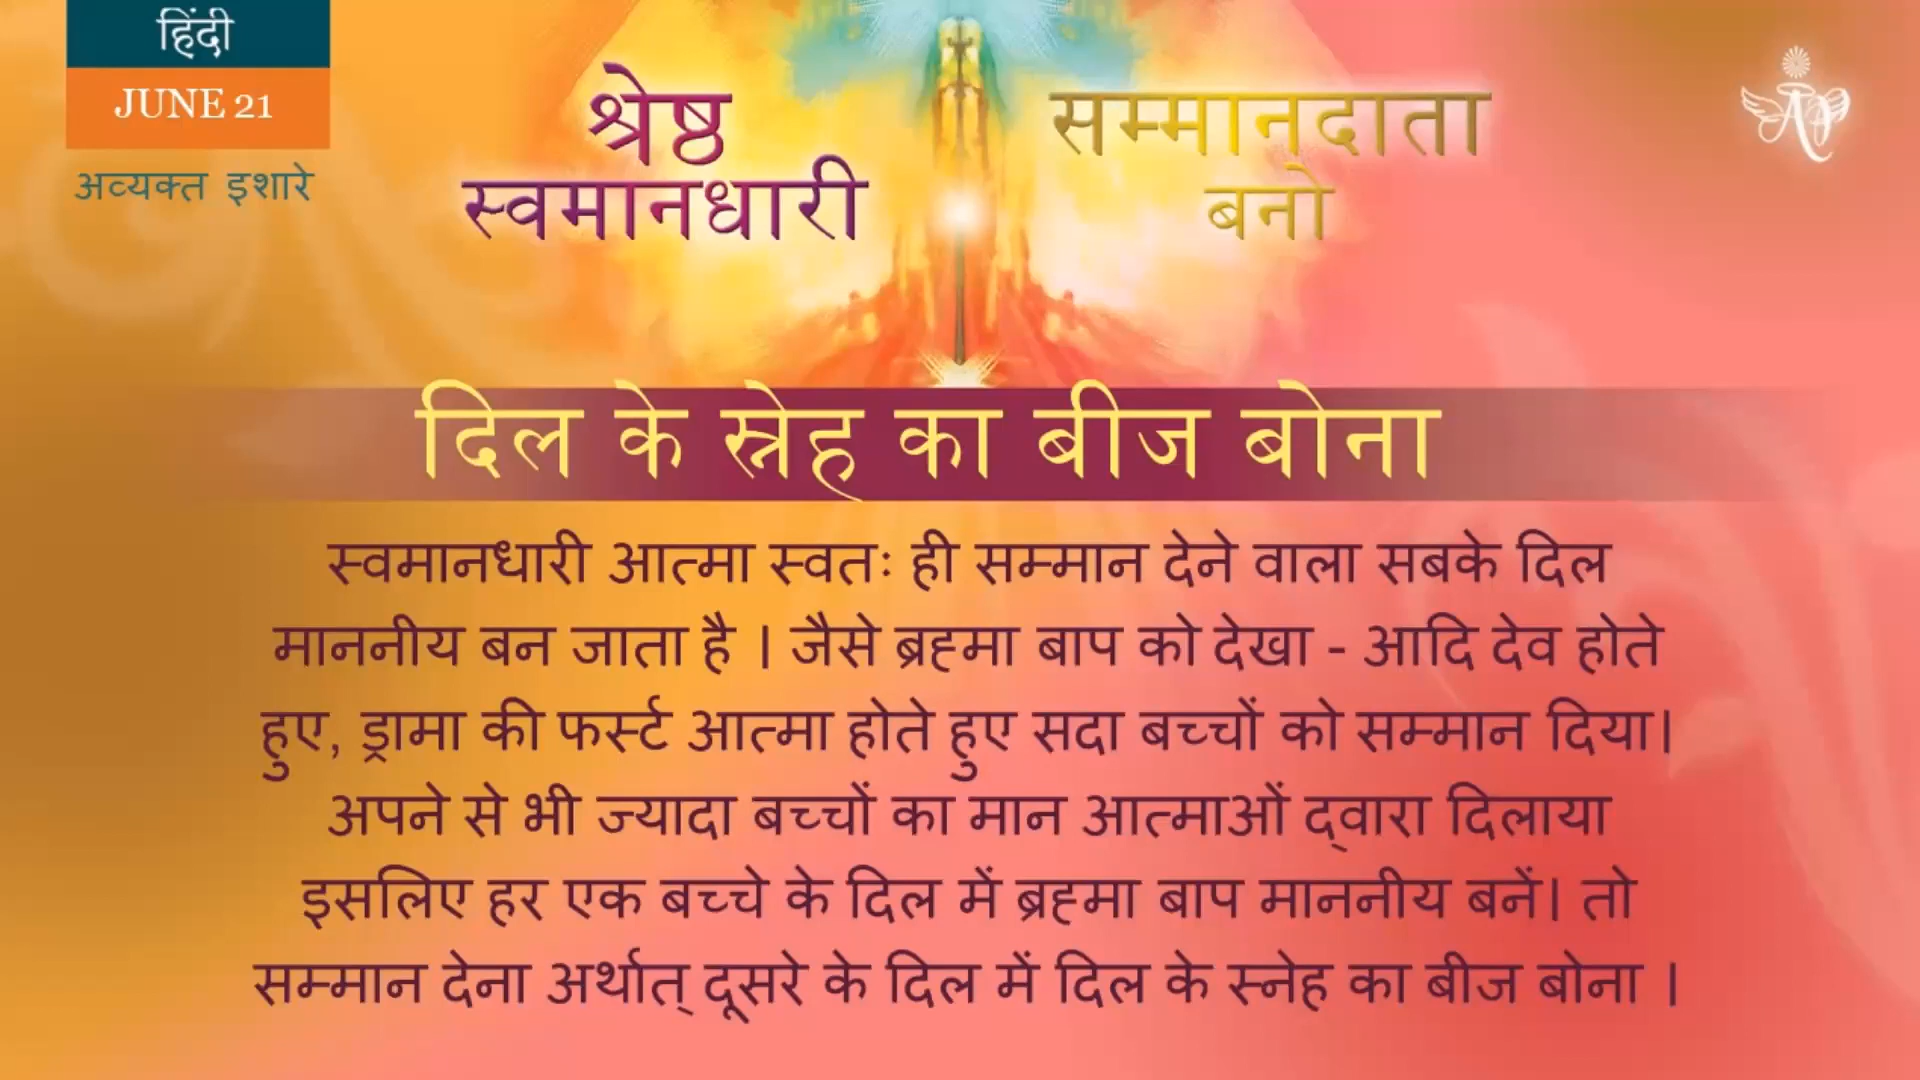 हिंदी
JUNE 21
अव्यक्त इशारे
श्रेष्ठ
स्वमानधारी
सम्मानदाता
बनो
दिल के स्नेह का बीज बोना
स्वमानधारी आत्मा स्वतः ही सम्मान देने वाला सबके दिल
माननीय बन जाता है । जैसे ब्रह्मा बाप को देखा - आदि देव होते
हुए, ड्रामा की फर्स्ट आत्मा होते हुए सदा बच्चों को सम्मान दिया।
अपने से भी ज्यादा बच्चों का मान आत्माओं द्वारा दिलाया
इसलिए हर एक बच्चे के दिल में ब्रह्मा बाप माननीय बनें। तो
सम्मान देना अर्थात् दूसरे के दिल में दिल के स्नेह का बीज बोना ।